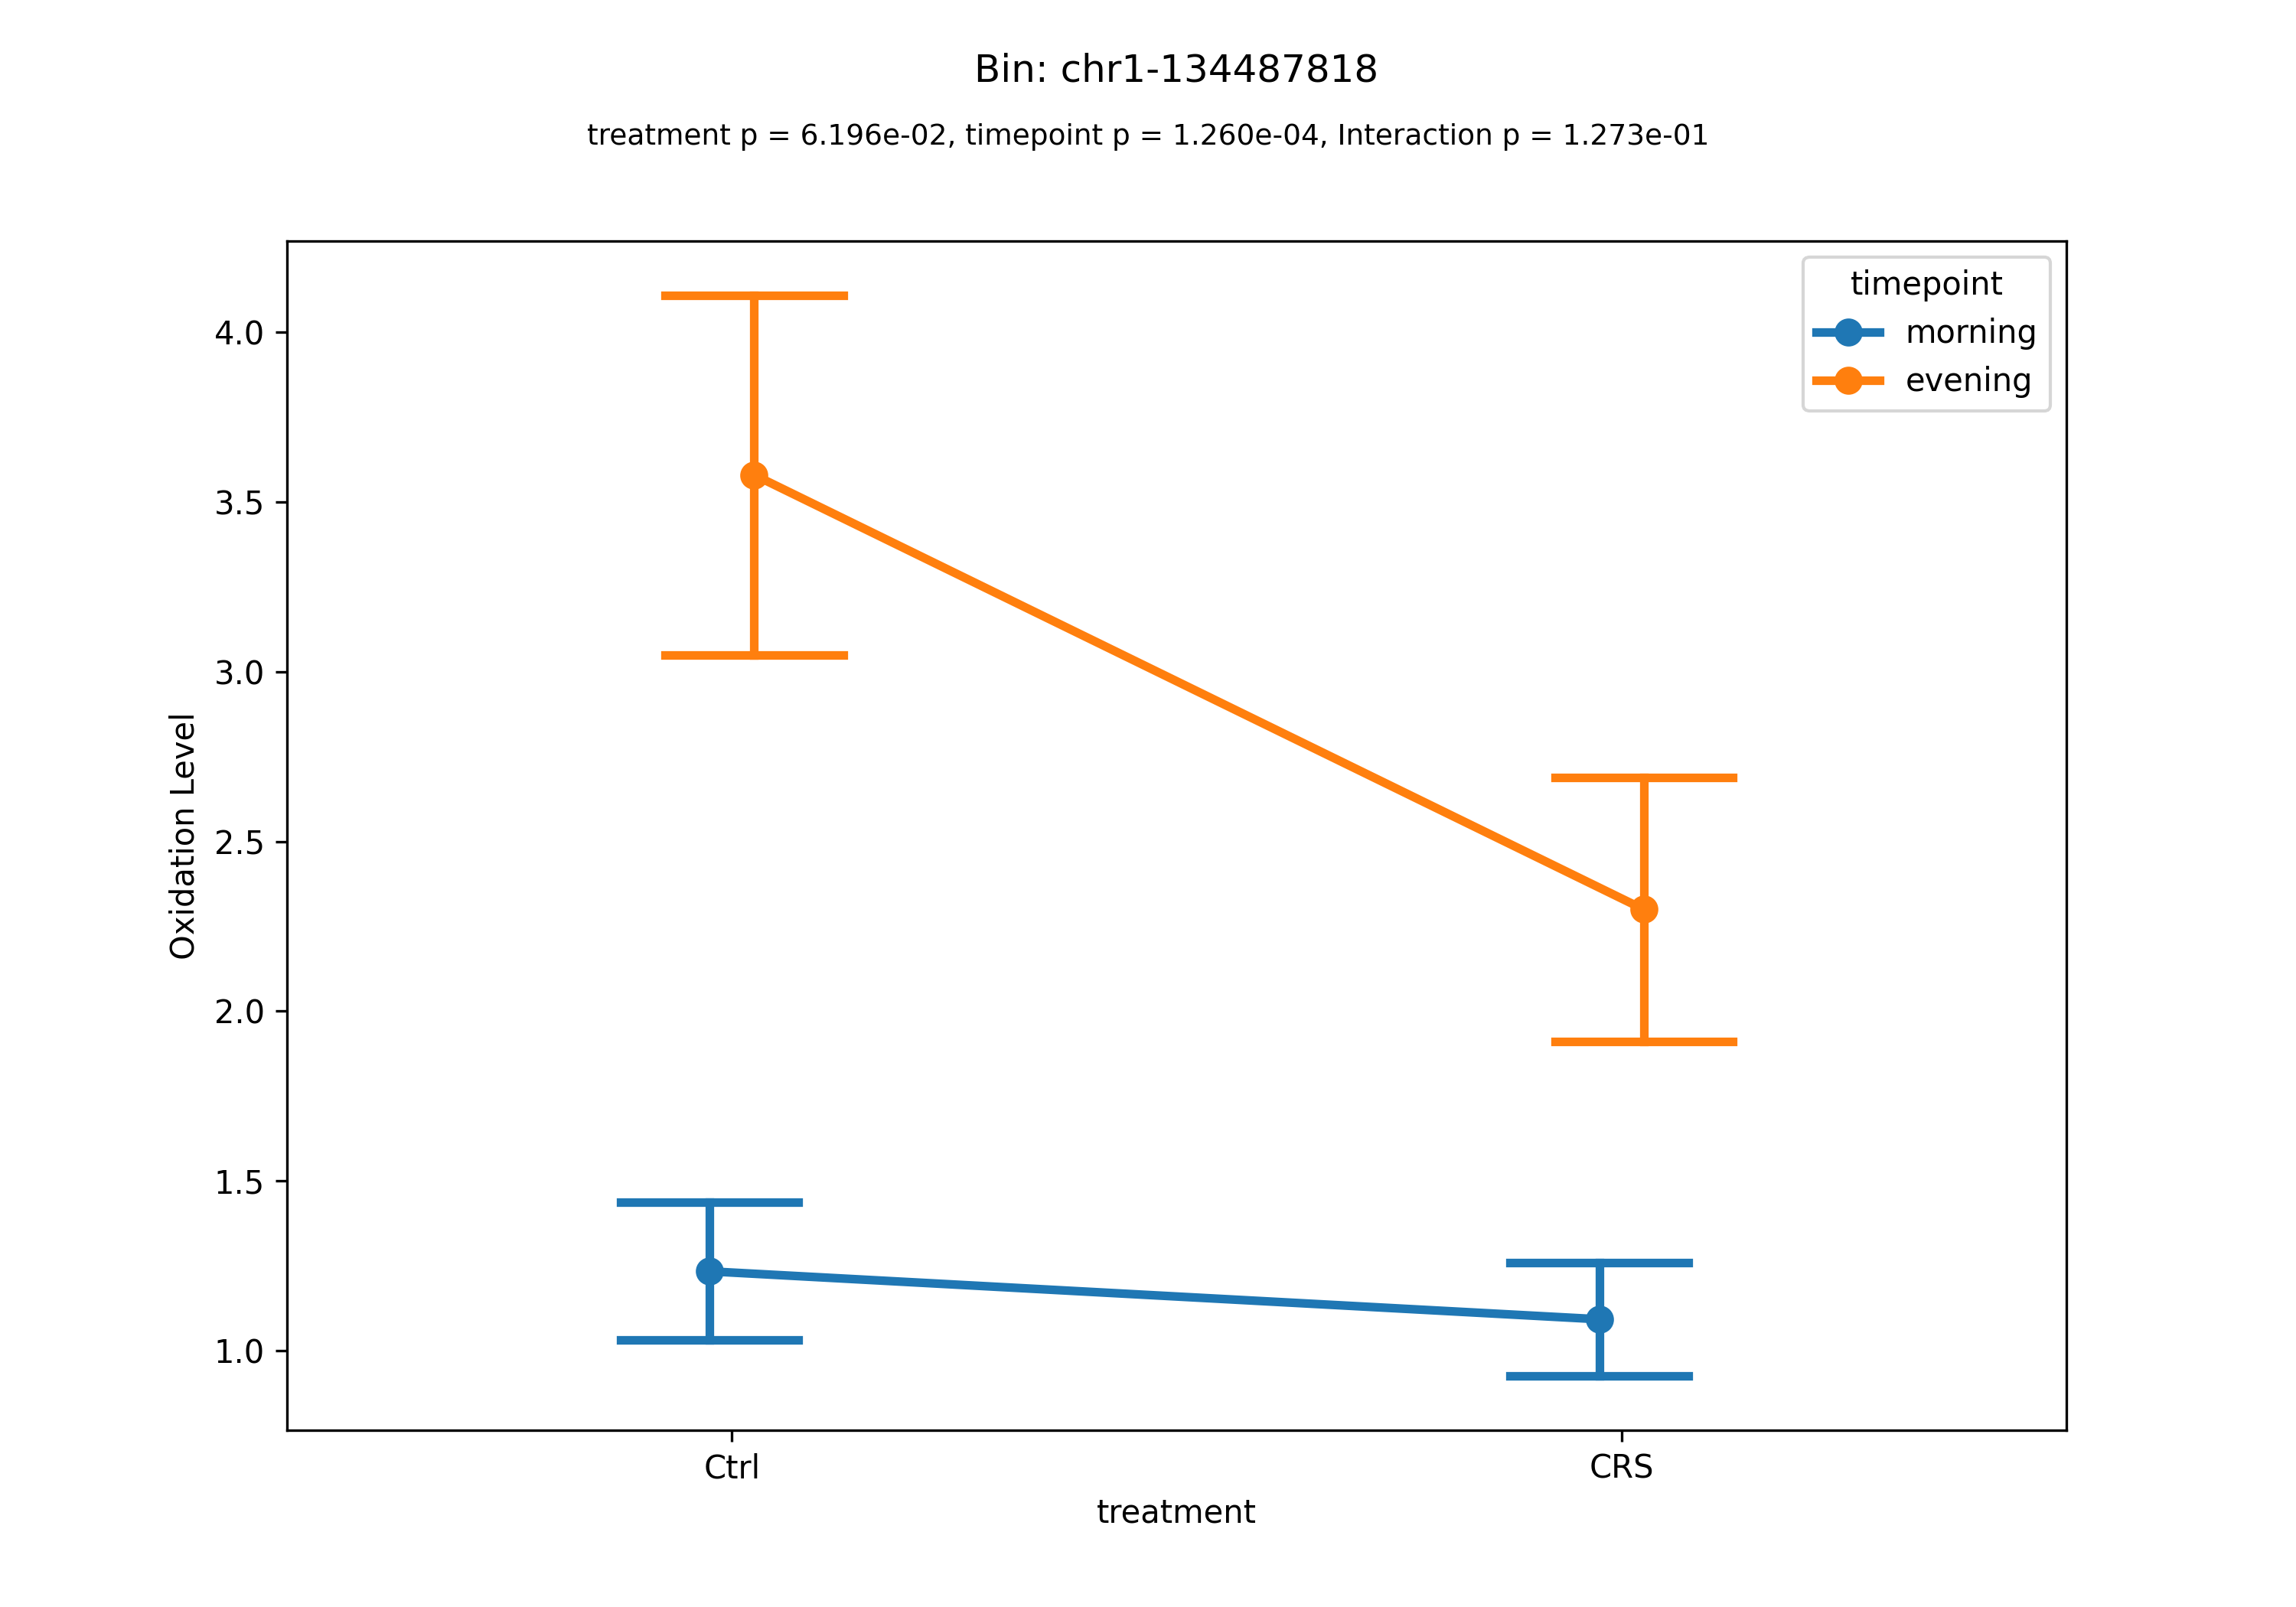 Bin: chr1-134487818
treatment p = 6.196e-02, timepoint p = 1.260e-04, Interaction p = 1.273e-01
timepoint
morning
evening
4.0
3.5
3.0
2.5
2.0
1.5
1.0
Oxidation Level
Ctrl
CRS
treatment